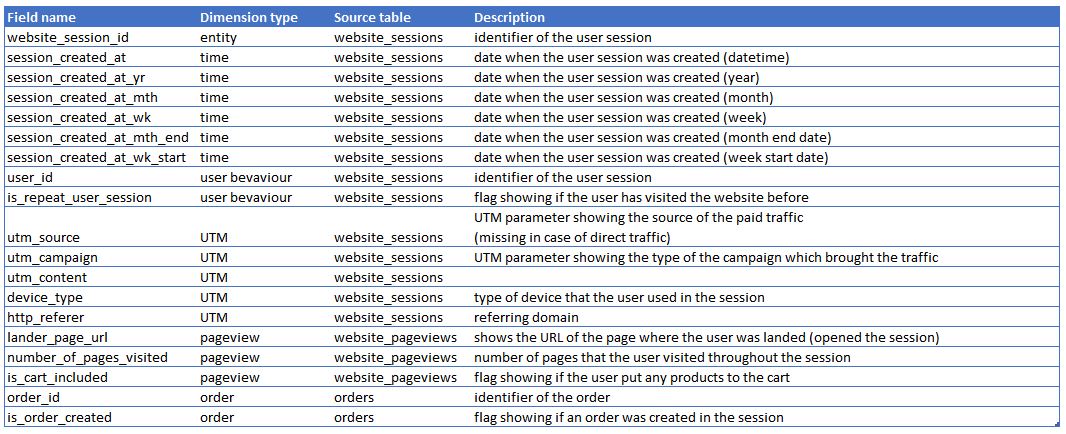 Field name Dimension type Source table Description
website_session_id entity website_sessions identifier of the user session
session_created_at time website_sessions date when the user session was created (datetime)
session_created_at_yr time website_sessions date when the user session was created (year)
session_created_at_mth time website_sessions date when the user session was created (month)
session_created_at_wk time website_sessions date when the user session was created (week)
session_created_at_mth_end time website_sessions date when the user session was created (month end date)
session_created_at_wk_start time website_sessions date when the user session was created (week start date)
user_id user bevaviour website_sessions identifier of the user session
is_repeat_user_session user bevaviour website_sessions flag showing if the user has visited the website before
UTM parameter showing the source of the paid traffic
utm_source UTM website_sessions (missing in case of direct traffic)
utm_campaign UTM website_sessions UTM parameter showing the type of the campaign which brought the traffic
utm_content UTM website_sessions
device_type UTM website_sessions type of device that the user used in the session
http_referer UTM website_sessions referring domain
lander_page_url pageview website_pageviews shows the URL of the page where the user was landed (opened the session)
number_of_pages_visited pageview website_pageviews number of pages that the user visited throughout the session
is_cart_included pageview website_pageviews flag showing if the user put any products to the cart
order_id order orders identifier of the order
is_order_created order orders flag showing if an order was created in the session